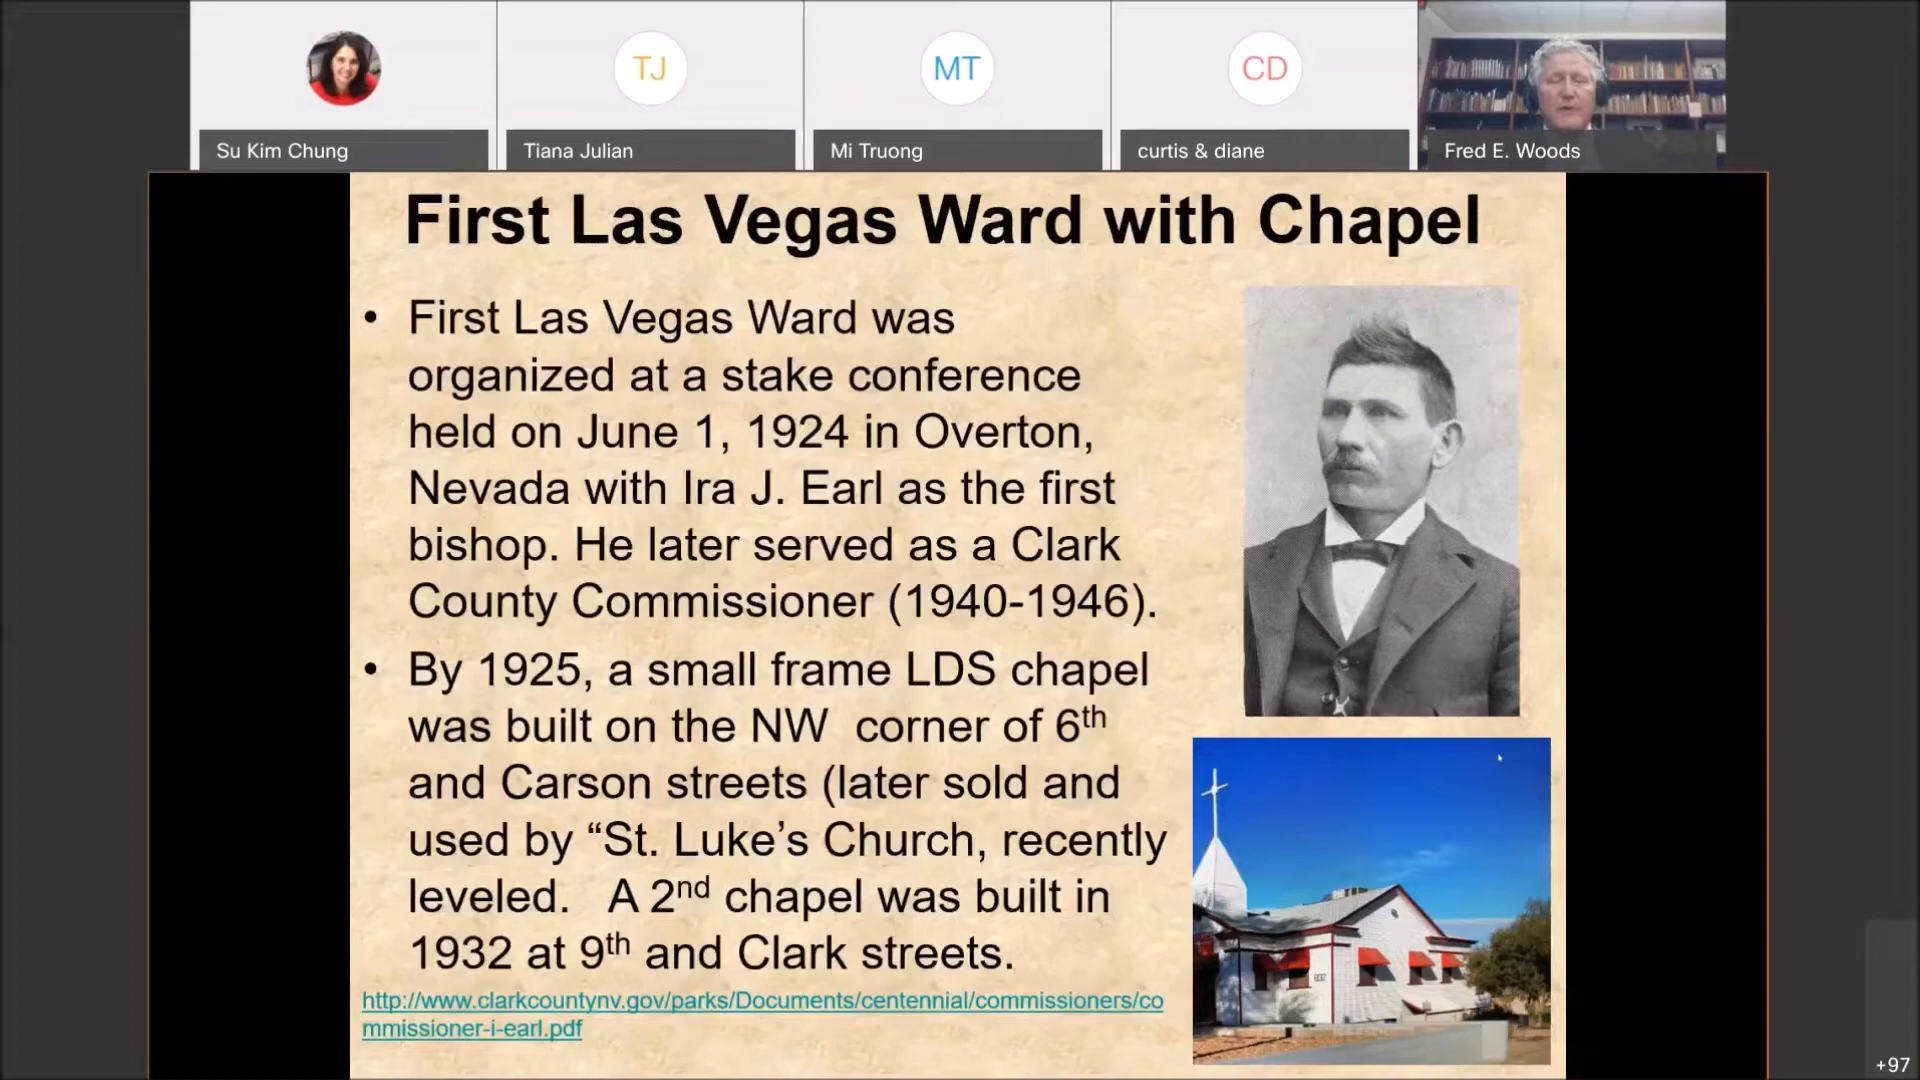 TJ
MT
CD
Su Kim Chung
Tiana Julian
Mi Truong
curtis & diane
Fred E. Woods
First Las Vegas Ward with Chapel
• First Las Vegas Ward was
organized at a stake conference
held on June 1, 1924 in Overton,
Nevada with Ira J. Earl as the first
bishop. He later served as a Clark
County Commissioner (1940-1946).
• By 1925, a small frame LDS chapel
was built on the NW  corner of 6th
and Carson streets (later sold and
used by “St. Luke’s Church, recently
leveled.   A 2nd chapel was built in
1932 at 9th and Clark streets.
http://www.clarkcountynv.gov/parks/Documents/centennial/commissioners/co
mmissioner-i-earl.pdf
+97